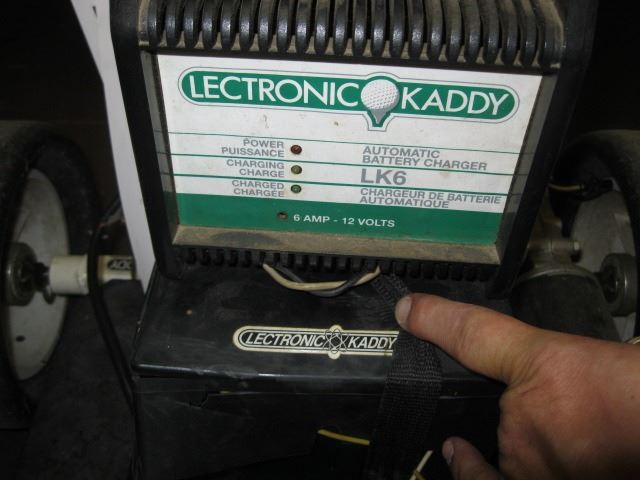 LECTRONIC KADDY
POWER
PUISSANCE
AUTOMATIC
BATTERY CHARGER
CHARGING
CHARGE
LK6
CHARGED
CHARGÉE
CHARGEUR DE BATTERIE
AUTOMATIQUE
6 AMP - 12 VOLTS
LECTRONIC KADDY